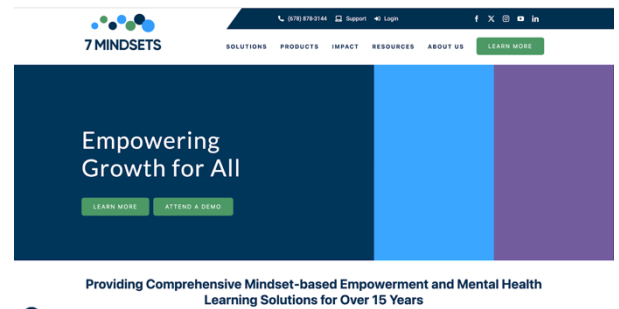 (678) 878-3144 Support Login
7 MINDSETS
SOLUTIONS PRODUCTS IMPACT RESOURCES ABOUT US LEARN MORE
Empowering
Growth for All
LEARN MORE ATTEND A DEMO
Providing Comprehensive Mindset-based Empowerment and Mental Health
Learning Solutions for Over 15 Years